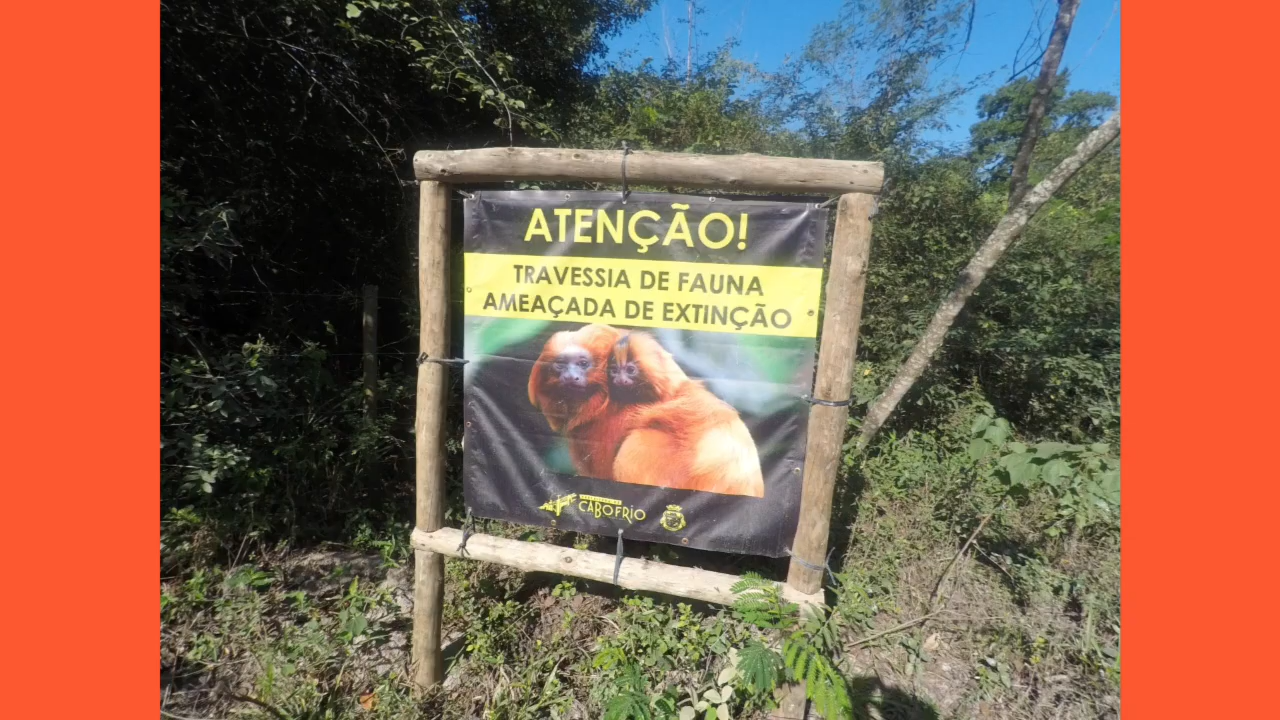 ATENÇÃO!
TRAVESSIA DE FAUNA
AMEAÇADA DE EXTINÇÃO
CABO FRIO